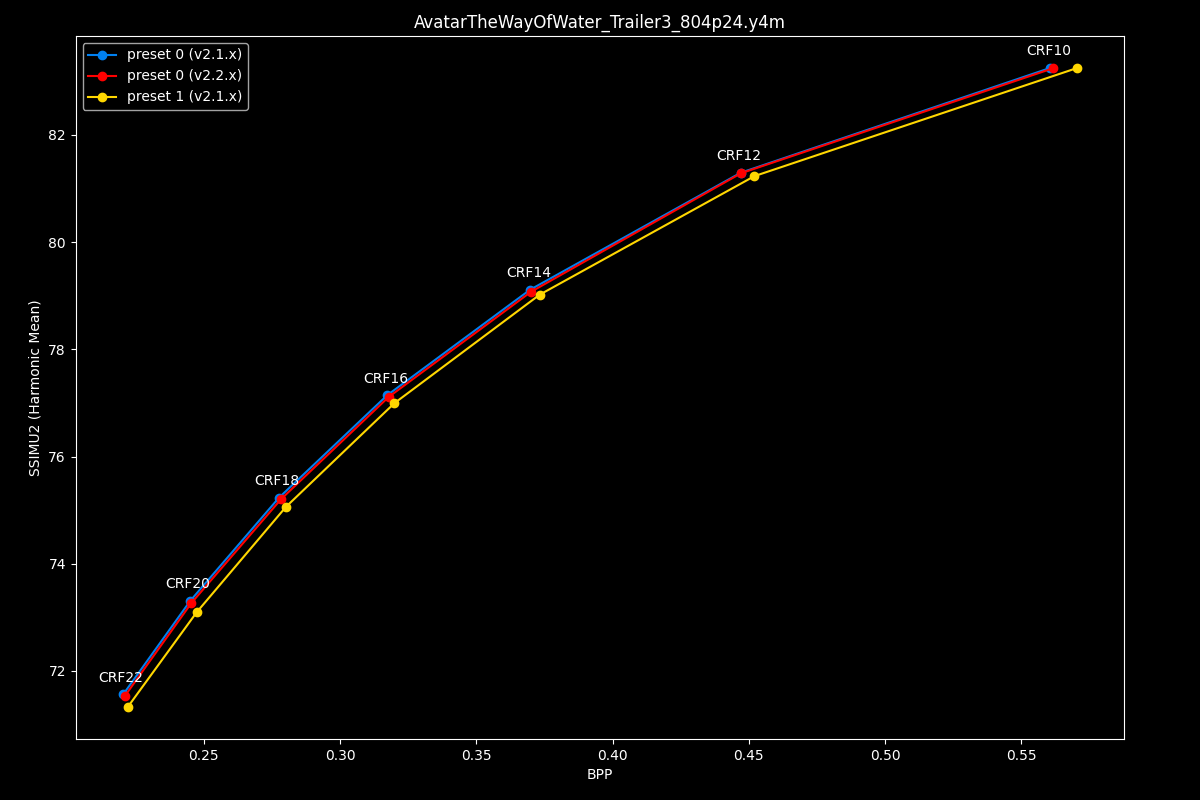 AvatarTheWayOfWater_Trailer3_804p24.y4m
preset 0 (v2.1.x)
preset 0 (v2.2.x)
preset 1 (v2.1.x)
CRF10
CRF12
CRF14
CRF16
CRF18
CRF20
CRF22
82
80
78
76
74
72
SSIMU2 (Harmonic Mean)
0.25 0.30 0.35 0.40 0.45 0.50 0.55
BPP